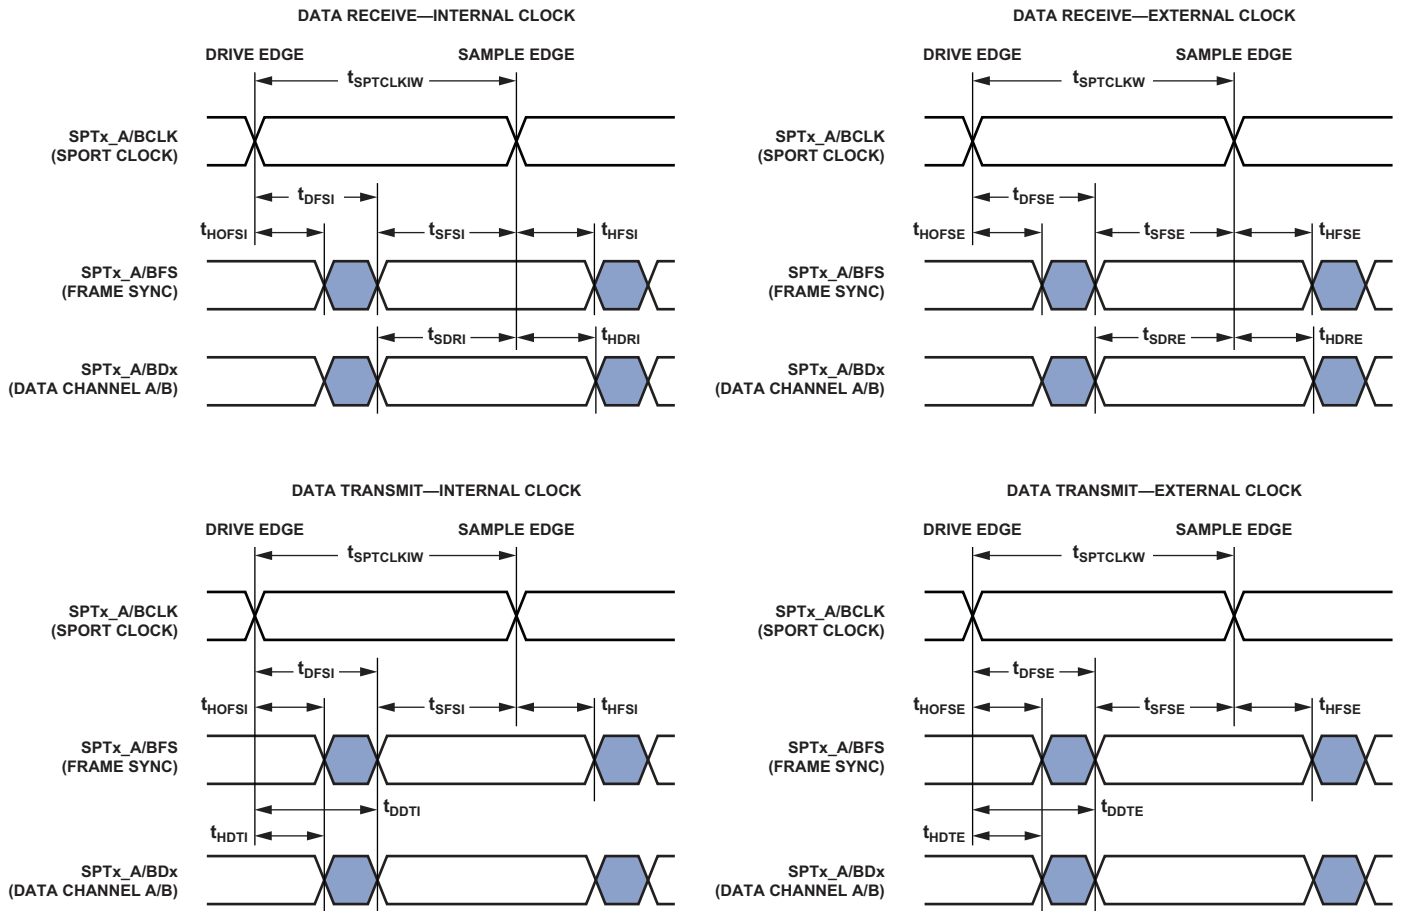 DATA RECEIVE—INTERNAL CLOCK
DRIVE EDGE SAMPLE EDGE
tSPTCLKIW
SPTx_A/BCLK
(SPORT CLOCK)
tDFSI
tHOFSI tSFSI tHFSI
SPTx_A/BFS
(FRAME SYNC)
tSDRI tHDRI
SPTx_A/BDx
(DATA CHANNEL A/B)
DATA RECEIVE—EXTERNAL CLOCK
DRIVE EDGE SAMPLE EDGE
tSPTCLKW
SPTx_A/BCLK
(SPORT CLOCK)
tDFSE
tHOFSE tSFSE tHFSE
SPTx_A/BFS
(FRAME SYNC)
tSDRE tHDRE
SPTx_A/BDx
(DATA CHANNEL A/B)
DATA TRANSMIT—INTERNAL CLOCK
DRIVE EDGE SAMPLE EDGE
tSPTCLKIW
SPTx_A/BCLK
(SPORT CLOCK)
tDFSI
tHOFSI tSFSI tHFSI
SPTx_A/BFS
(FRAME SYNC)
tDDTI
tHDTI
SPTx_A/BDx
(DATA CHANNEL A/B)
DATA TRANSMIT—EXTERNAL CLOCK
DRIVE EDGE SAMPLE EDGE
tSPTCLKW
SPTx_A/BCLK
(SPORT CLOCK)
tDFSE
tHOFSE tSFSE tHFSE
SPTx_A/BFS
(FRAME SYNC)
tDDTE
tHDTE
SPTx_A/BDx
(DATA CHANNEL A/B)